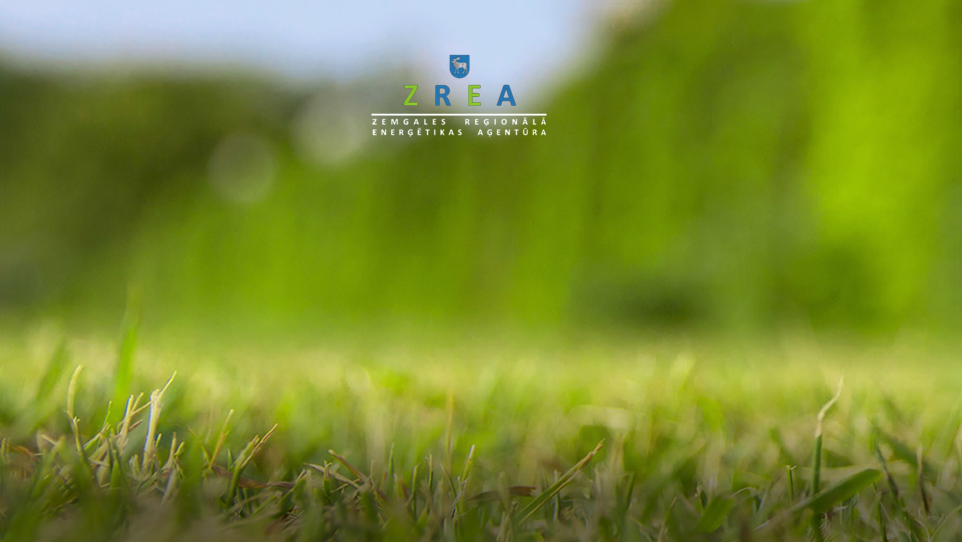 ZREA
ZEMGALES REĢIONĀLĀ
ENERĢĒTIKAS AĢENTŪRA